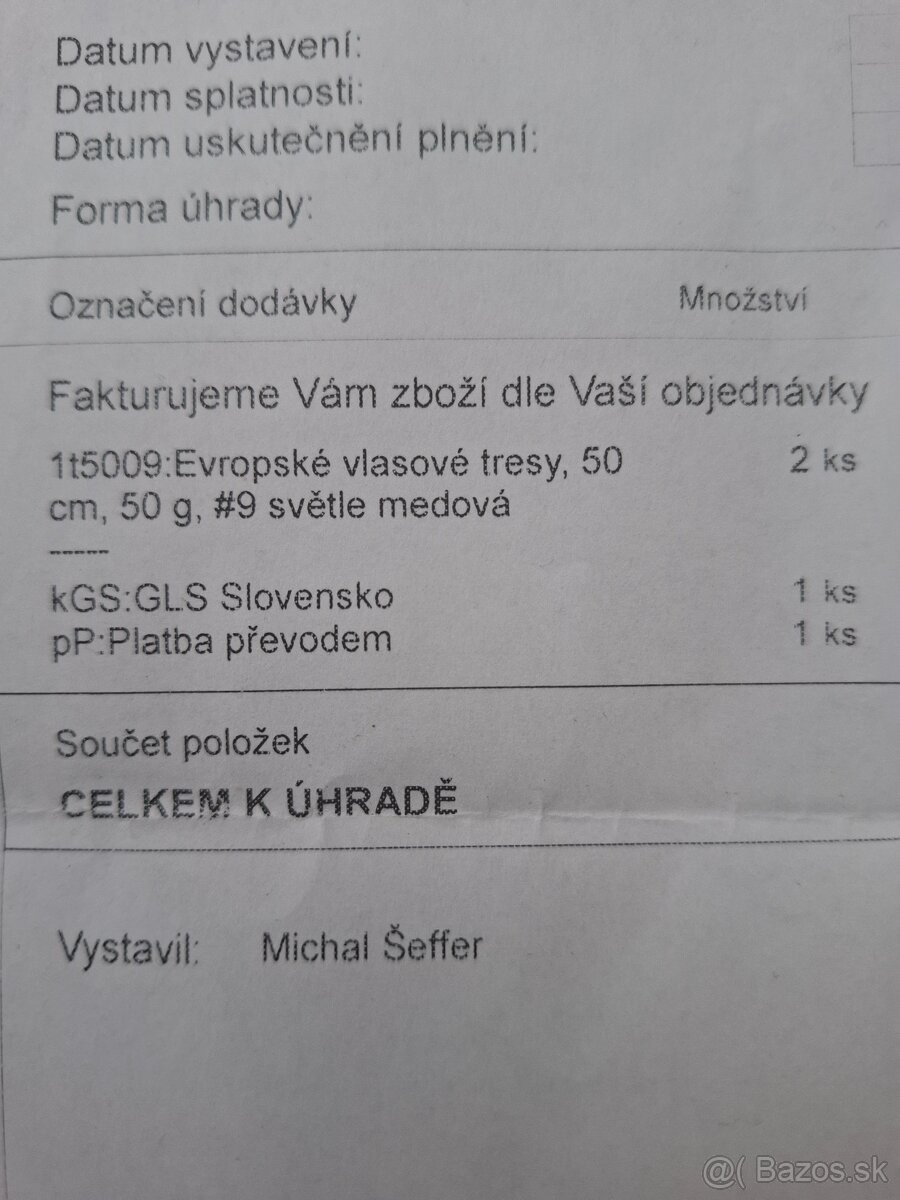 Datum vystavení:
Datum splatnosti:
Datum uskutečnění plnění:
Forma úhrady:
Označení dodávky Množství
Fakturujeme Vám zboží dle Vaší objednávky
1t5009:Evropské vlasové tresy, 50 2 ks
cm, 50 g, #9 světle medová
-----
kGS:GLS Slovensko 1 ks
pP:Platba převodem 1 ks
Součet položek
CELKEM K ÚHRADĚ
Vystavil: Michal Šeffer
@( Bazos.sk